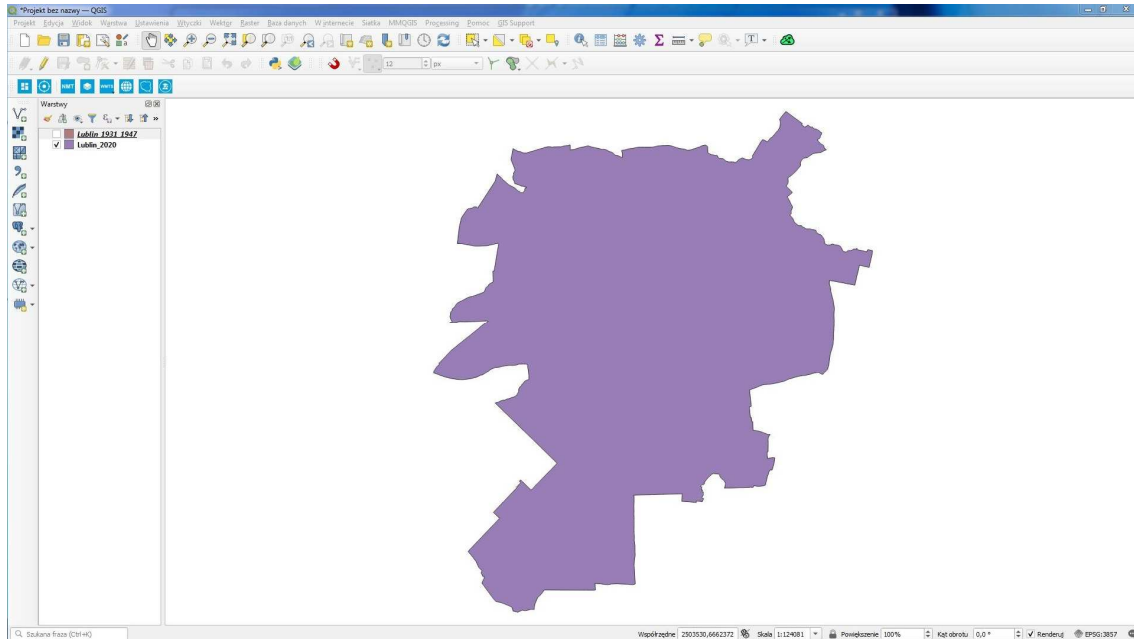 *Projekt bez nazwy — QGIS
Projekt Edycja Widok Warstwa Ustawienia Wtyczki Wektor Raster Baza danych W internecie Siatka MMQGIS Processing Pomoc GIS Support
12 px
NMT WMTS
Warstwy
Lublin 1931 1947
Lublin_2020
Szukana fraza (Ctrl+K) Współrzędne 2503530,6662372 Skala 1:124081 Powiększenie 100% Kąt obrotu 0,0 ° Renderuj EPSG:3857